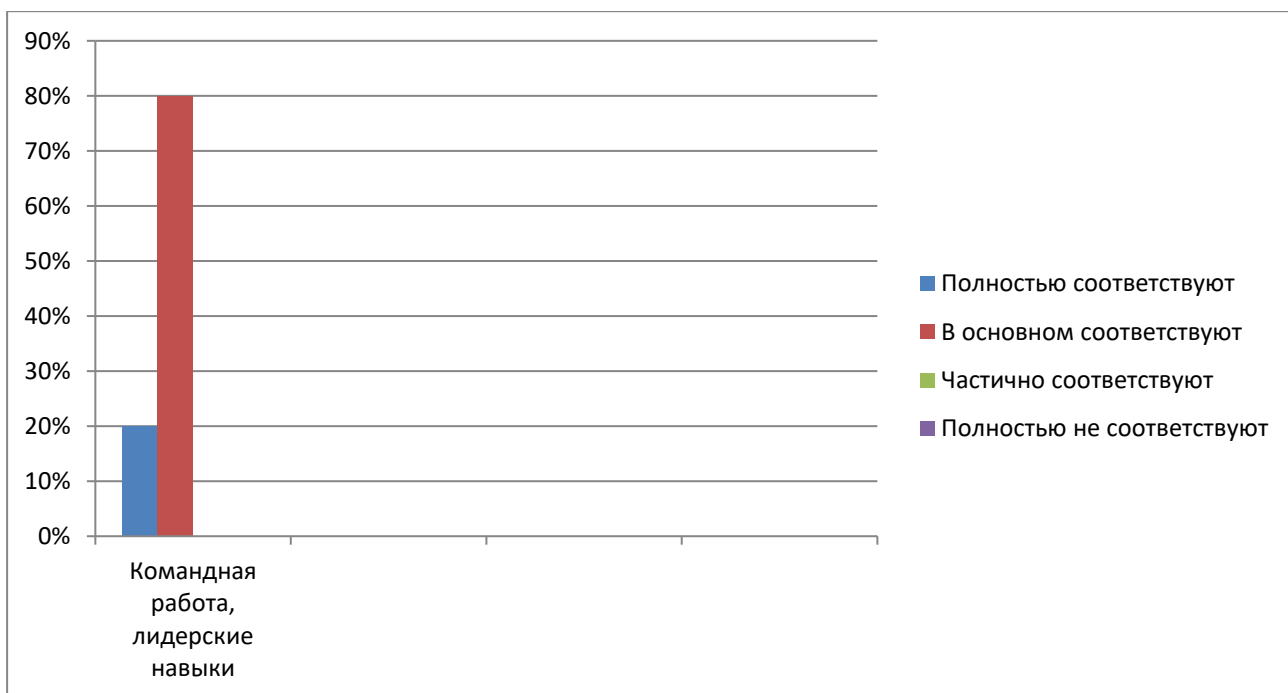 90%
80%
70%
60%
50%
40%
30%
20%
10%
0%
Командная
работа,
лидерские
навыки
Полностью соответствуют
В основном соответствуют
Частично соответствуют
Полностью не соответствуют